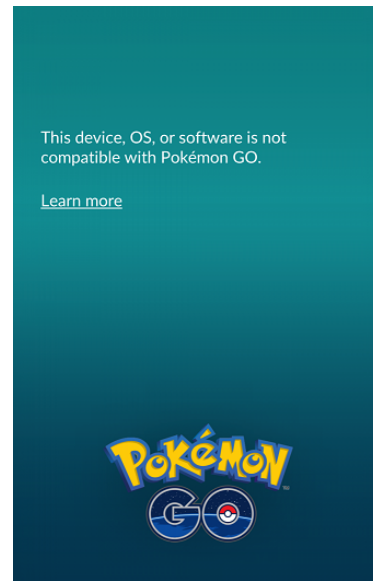 This device, OS, or software is not
compatible with Pokémon GO.
Learn more
POKéMON
GO